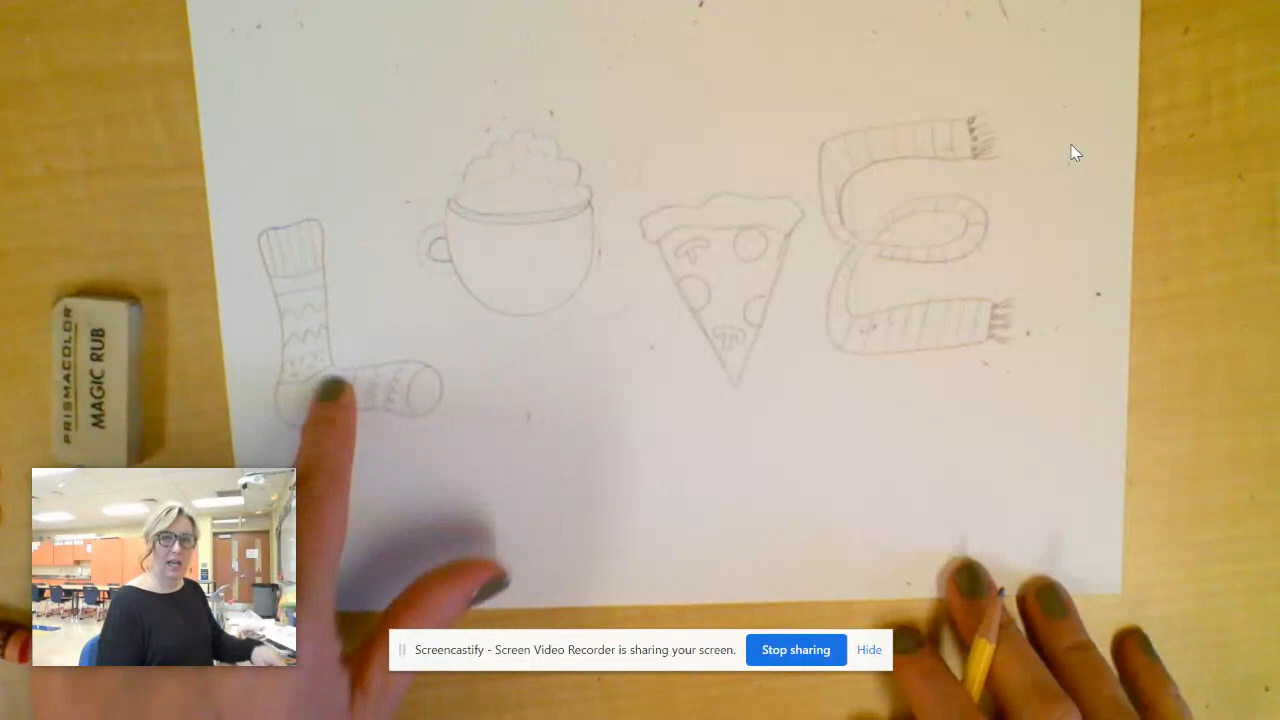 PRISMACOLOR
MAGIC RUB
Screencastify - Screen Video Recorder is sharing your screen.
Stop sharing
Hide